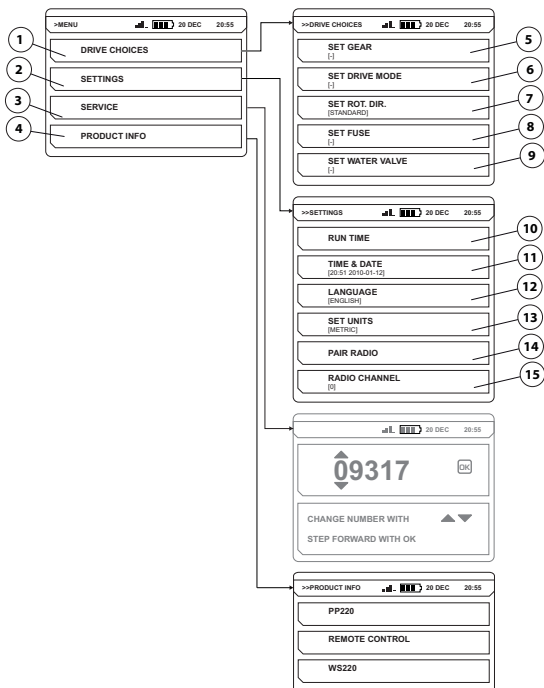 >MENU 20 DEC 20:55
1 DRIVE CHOICES
2 SETTINGS
3 SERVICE
4 PRODUCT INFO
>>DRIVE CHOICES 20 DEC 20:55
SET GEAR 5
[-]
SET DRIVE MODE 6
[-]
SET ROT. DIR. 7
[STANDARD]
SET FUSE 8
[-]
SET WATER VALVE 9
[-]
>>SETTINGS 20 DEC 20:55
RUN TIME 10
TIME & DATE 11
[20:51 2010-01-12]
LANGUAGE 12
[ENGLISH]
SET UNITS 13
[METRIC]
PAIR RADIO 14
RADIO CHANNEL 15
[0]
20 DEC 20:55
09317 OK
CHANGE NUMBER WITH
STEP FORWARD WITH OK
>>PRODUCT INFO 20 DEC 20:55
PP220
REMOTE CONTROL
WS220